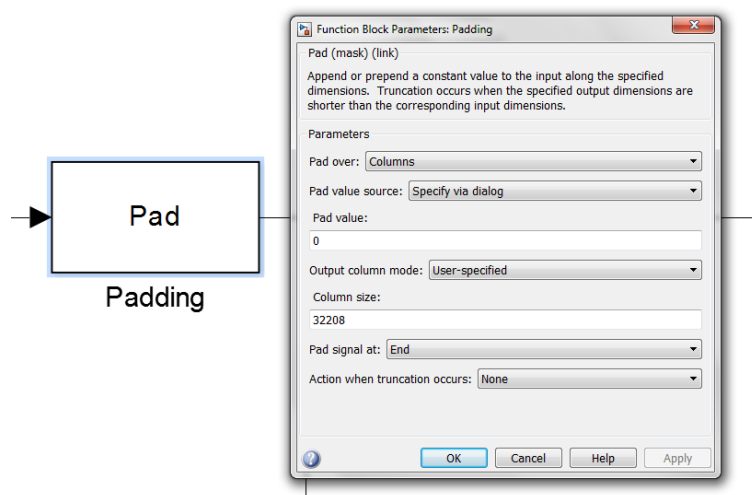 Pad
Padding
Function Block Parameters: Padding
Pad (mask) (link)
Append or prepend a constant value to the input along the specified
dimensions.  Truncation occurs when the specified output dimensions are
shorter than the corresponding input dimensions.
Parameters
Pad over: Columns
Pad value source: Specify via dialog
Pad value:
0
Output column mode: User-specified
Column size:
32208
Pad signal at: End
Action when truncation occurs: None
? OK Cancel Help Apply